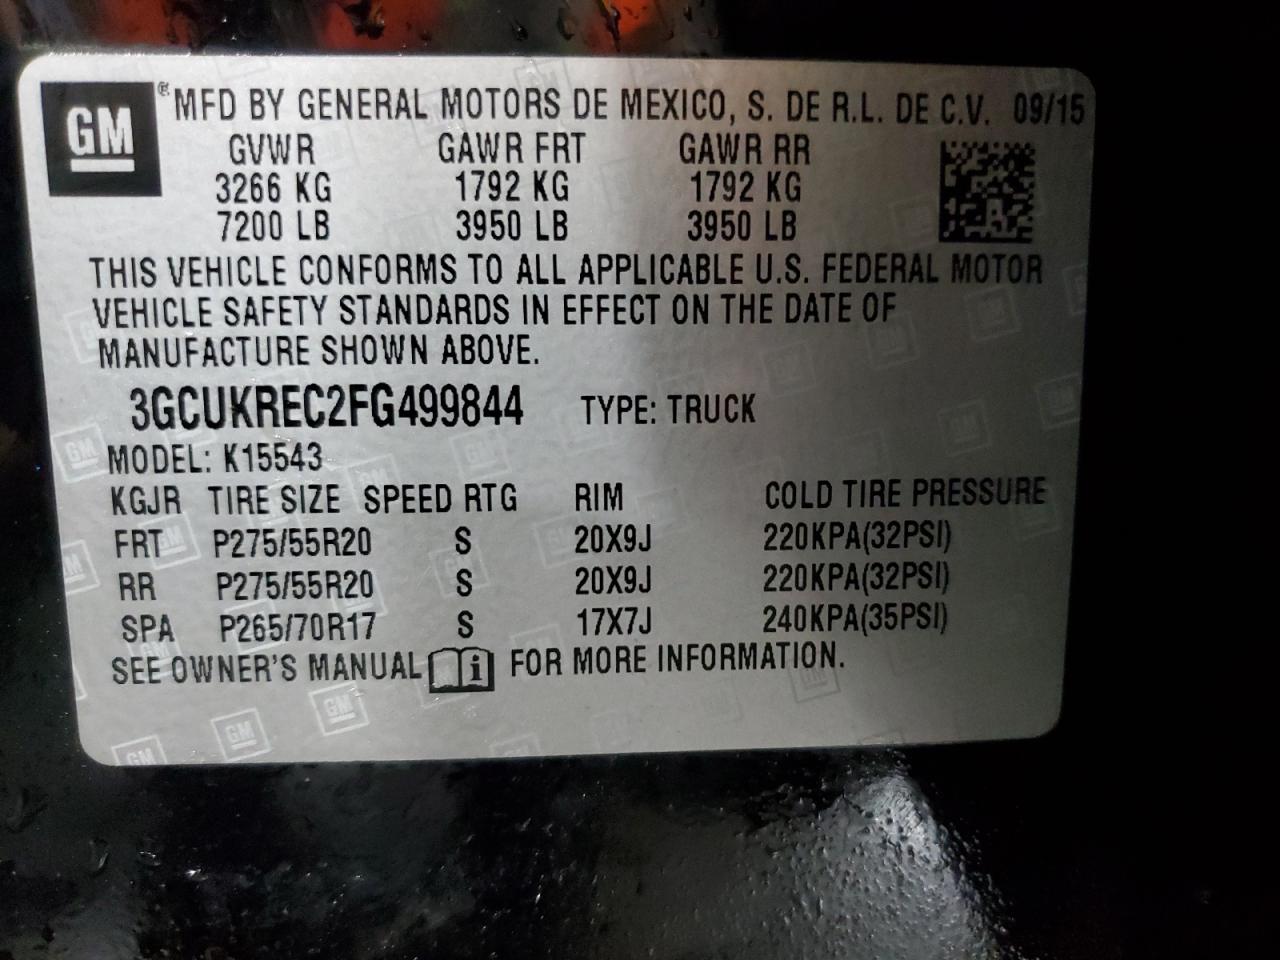 GM ® MFD BY GENERAL MOTORS DE MEXICO, S. DE R.L. DE C.V. 09/15
GVWR GAWR FRT GAWR RR
3266 KG 1792 KG 1792 KG
7200 LB 3950 LB 3950 LB
THIS VEHICLE CONFORMS TO ALL APPLICABLE U.S. FEDERAL MOTOR
VEHICLE SAFETY STANDARDS IN EFFECT ON THE DATE OF
MANUFACTURE SHOWN ABOVE.
3GCUKREC2FG499844 TYPE: TRUCK
MODEL: K15543
KGJR TIRE SIZE SPEED RTG RIM COLD TIRE PRESSURE
FRT P275/55R20 S 20X9J 220KPA(32PSI)
RR P275/55R20 S 20X9J 220KPA(32PSI)
SPA P265/70R17 S 17X7J 240KPA(35PSI)
SEE OWNER'S MANUAL i FOR MORE INFORMATION.